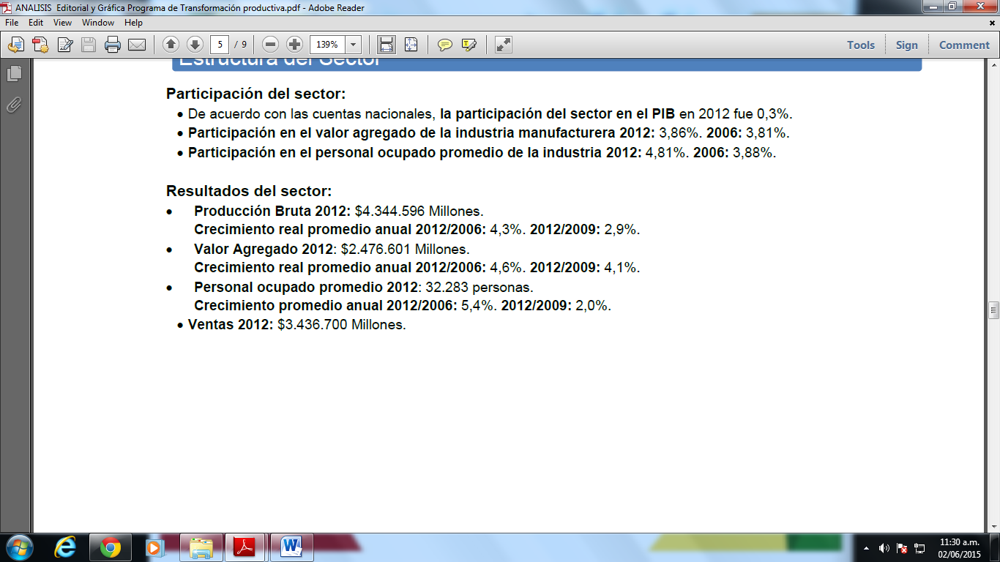 ANALISIS Editorial y Gráfica Programa de Transformación productiva.pdf - Adobe Reader
File Edit View Window Help
5 / 9 139% Tools Sign Comment
Estructura del Sector
Participación del sector:
• De acuerdo con las cuentas nacionales, la participación del sector en el PIB en 2012 fue 0,3%.
• Participación en el valor agregado de la industria manufacturera 2012: 3,86%. 2006: 3,81%.
• Participación en el personal ocupado promedio de la industria 2012: 4,81%. 2006: 3,88%.
Resultados del sector:
• Producción Bruta 2012: $4.344.596 Millones.
Crecimiento real promedio anual 2012/2006: 4,3%. 2012/2009: 2,9%.
• Valor Agregado 2012: $2.476.601 Millones.
Crecimiento real promedio anual 2012/2006: 4,6%. 2012/2009: 4,1%.
• Personal ocupado promedio 2012: 32.283 personas.
Crecimiento promedio anual 2012/2006: 5,4%. 2012/2009: 2,0%.
• Ventas 2012: $3.436.700 Millones.
11:30 a.m.
02/06/2015